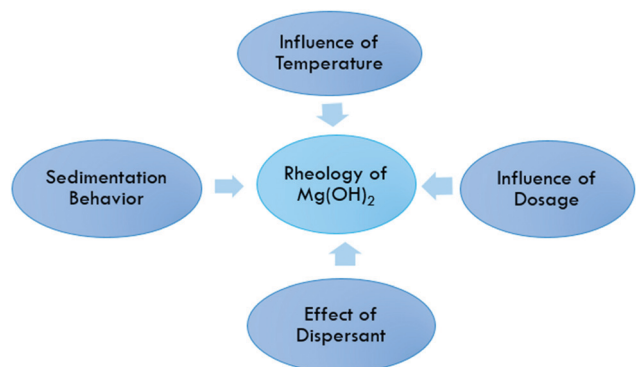 Influence of
Temperature
Sedimentation
Behavior
Rheology of
Mg(OH)₂
Influence of
Dosage
Effect of
Dispersant